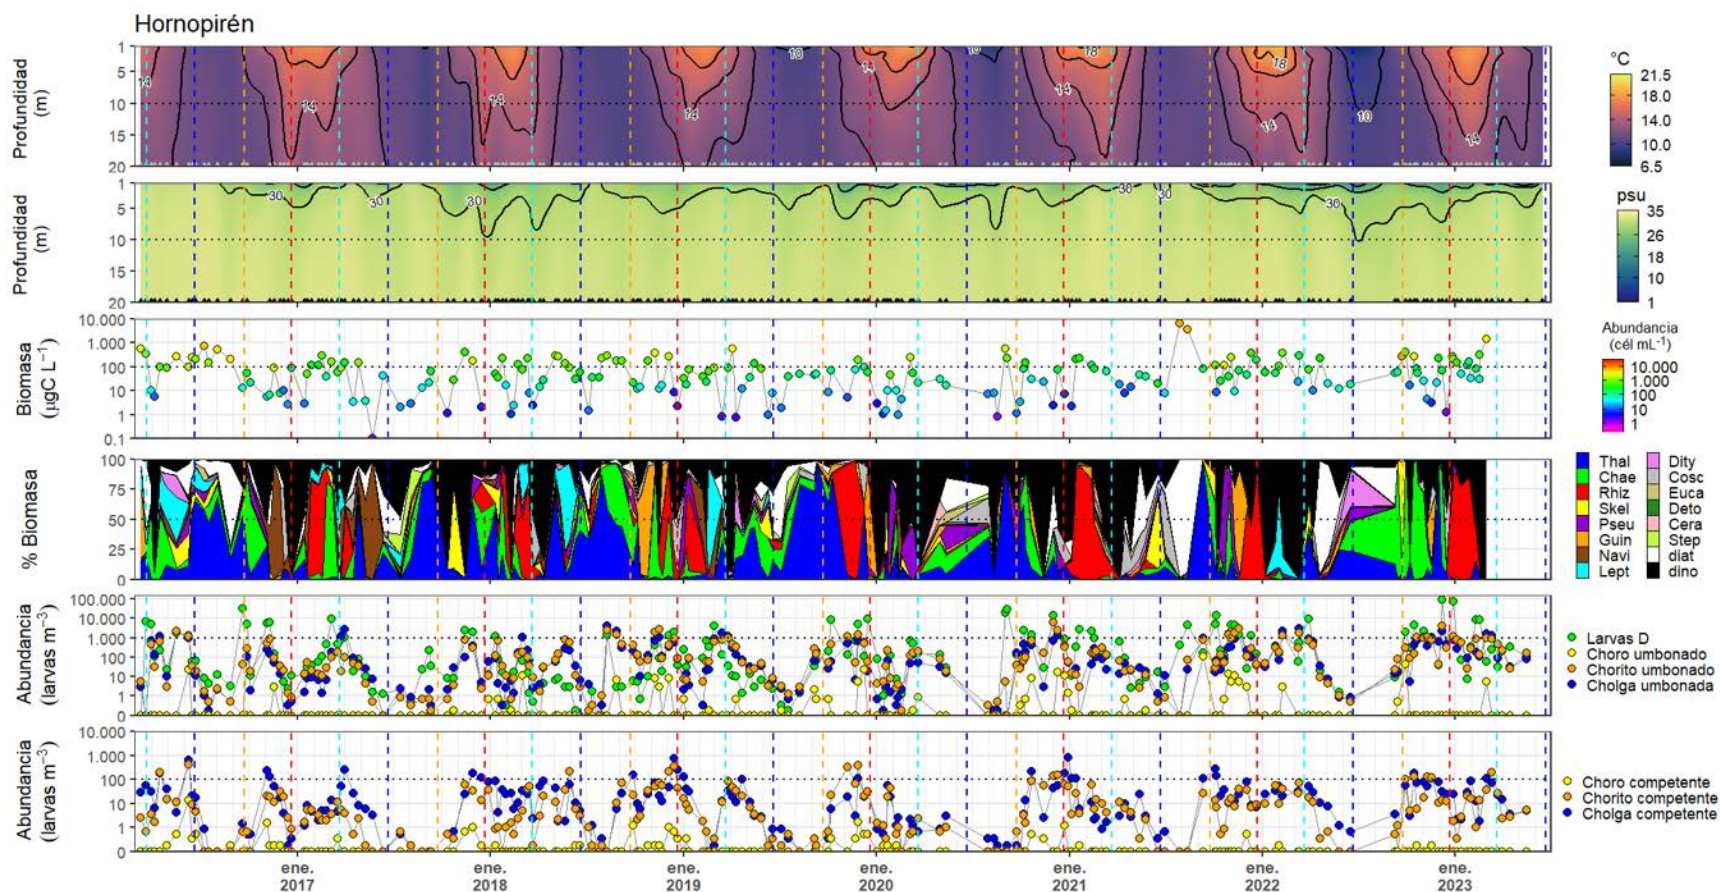 Hornopirén
Profundidad
(m)
1
5
10
15
20
14
14
14
14
14
14
14
14
18
18
10
10
10
°C
21.5
18.0
14.0
10.0
6.5
Profundidad
(m)
1
5
10
15
20
30
30
30
30
30
30
psu
35
26
18
10
1
Biomasa
(µgC L⁻¹)
10.000
1.000
100
10
1
0.1
Abundancia
(cél mL⁻¹)
10.000
1.000
100
10
1
% Biomasa
100
75
50
25
0
Thal Dity
Chae Cosc
Rhiz Euca
Skel Deto
Pseu Cera
Guin Step
Navi diat
Lept dino
Abundancia
(larvas m⁻³)
100.000
10.000
1.000
100
10
1
0
Larvas D
Choro umbonado
Chorito umbonado
Cholga umbonada
Abundancia
(larvas m⁻³)
10.000
1.000
100
10
1
0
Choro competente
Chorito competente
Cholga competente
ene. ene. ene. ene. ene. ene. ene.
2017 2018 2019 2020 2021 2022 2023